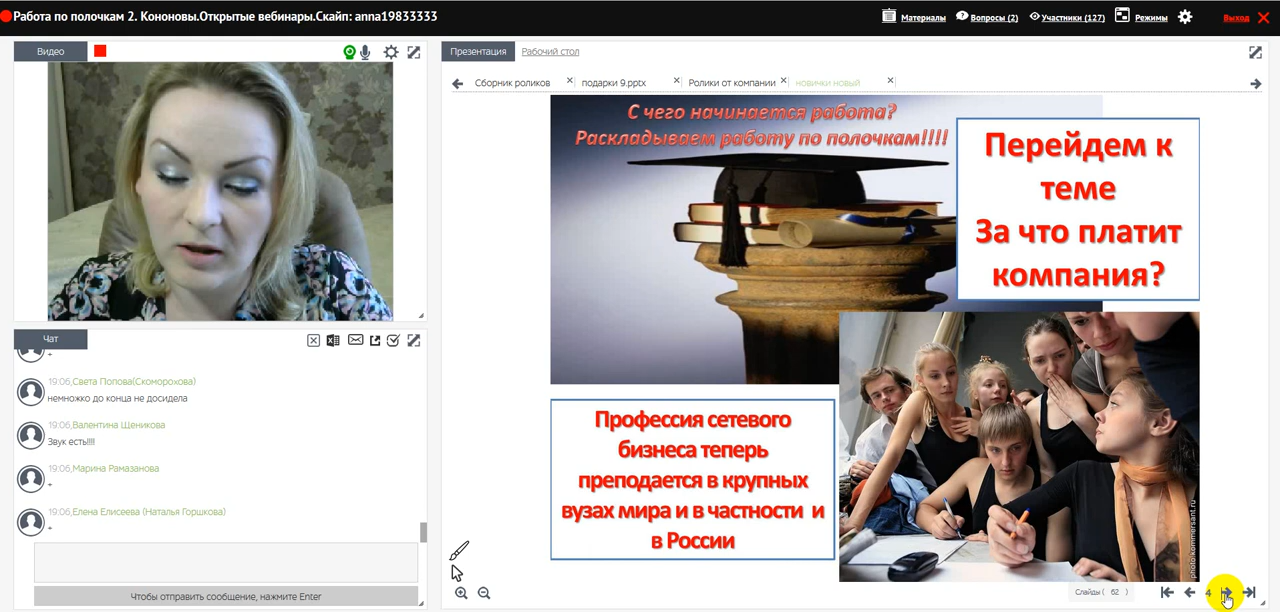 Работа по полочкам 2. Кононовы.Открытые вебинары.Скайп: anna19833333
Материалы
Вопросы (2)
Участники (127)
Режимы
Выход
Видео
Презентация
Рабочий стол
Сборник роликов
подарки 9.pptx
Ролики от компании
новички новый
С чего начинается работа?
Раскладываем работу по полочкам!!!!
Перейдем к
теме
За что платит
компания?
Профессия сетевого
бизнеса теперь
преподается в крупных
вузах мира и в частности и
в России
photo|kommersant.ru
Чат
+
19:06,Света Попова(Скоморохова)
немножко до конца не досидела
19:06,Валентина Щеникова
Звук есть!!!!
19:06,Марина Рамазанова
+
19:06,Елена Елисеева (Наталья Горшкова)
+
Чтобы отправить сообщение, нажмите Enter
Слайды ( 62 )
4